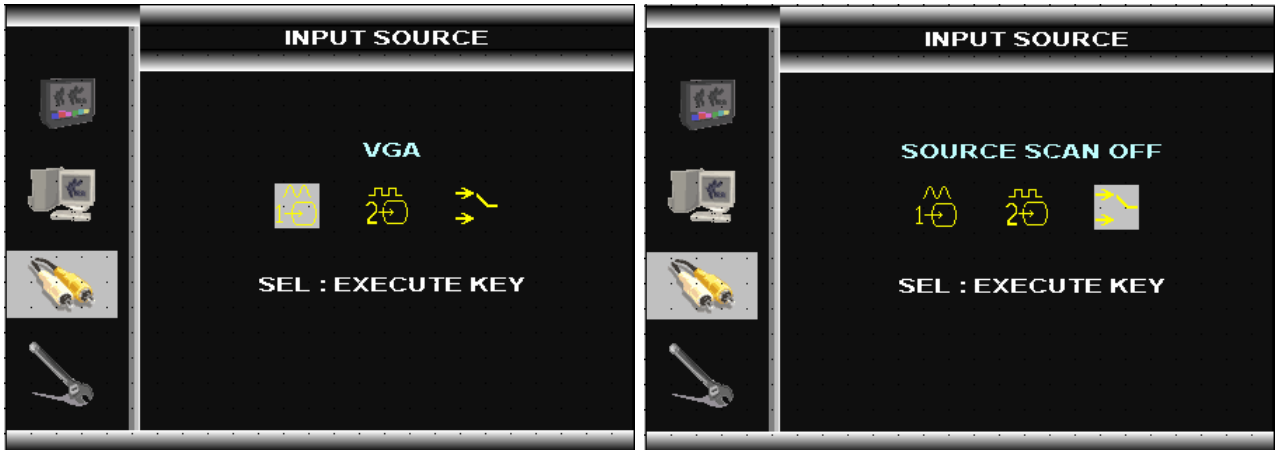 INPUT SOURCE
VGA
1 2
SEL : EXECUTE KEY
INPUT SOURCE
SOURCE SCAN OFF
1 2
SEL : EXECUTE KEY